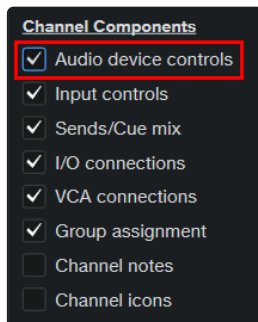 Channel Components
Audio device controls
Input controls
Sends/Cue mix
I/O connections
VCA connections
Group assignment
Channel notes
Channel icons